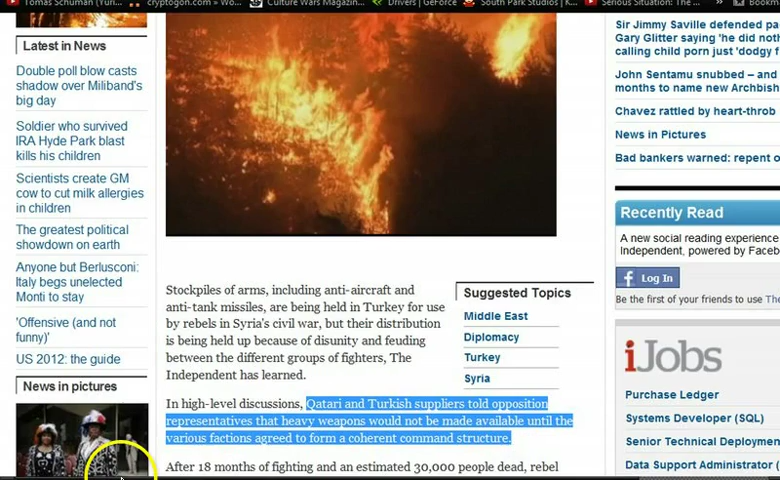 Tomas Schuman (Yuri...
cryptogon.com » Wo...
Culture Wars Magazin...
Drivers | GeForce
South Park Studios | K...
Serious Situation: The ...
»
Bookm
Latest in News
Double poll blow casts
shadow over Miliband's
big day
Soldier who survived
IRA Hyde Park blast
kills his children
Scientists create GM
cow to cut milk allergies
in children
The greatest political
showdown on earth
Anyone but Berlusconi:
Italy begs unelected
Monti to stay
'Offensive (and not
funny)'
US 2012: the guide
News in pictures
Stockpiles of arms, including anti-aircraft and
anti-tank missiles, are being held in Turkey for use
by rebels in Syria's civil war, but their distribution
is being held up because of disunity and feuding
between the different groups of fighters, The
Independent has learned.
In high-level discussions, Qatari and Turkish suppliers told opposition
representatives that heavy weapons would not be made available until the
various factions agreed to form a coherent command structure.
After 18 months of fighting and an estimated 30,000 people dead, rebel
Suggested Topics
Middle East
Diplomacy
Turkey
Syria
Sir Jimmy Saville defended pa
Gary Glitter saying 'he did noth
calling child porn just 'dodgy f
John Sentamu snubbed – and
months to name new Archbish
Chavez rattled by heart-throb
News in Pictures
Bad bankers warned: repent o
Recently Read
A new social reading experience
Independent, powered by Faceb
f Log In
Be the first of your friends to use The
iJobs
Purchase Ledger
Systems Developer (SQL)
Senior Technical Developmen
Data Support Administrator (